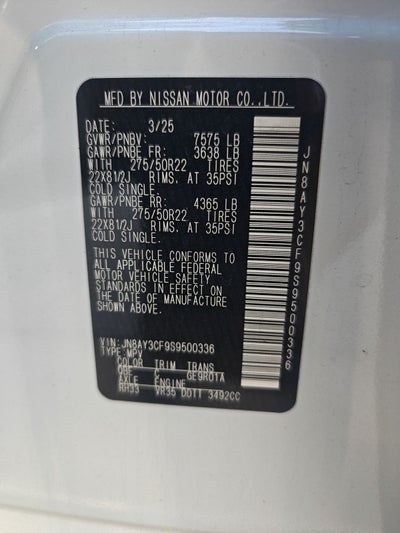 MFD BY NISSAN MOTOR CO.,LTD.
DATE: 3/25
GVWR/PNBV: 7575 LB
GAWR/PNBE FR: 3638 LB
WITH 275/50R22 TIRES
22X81/2J RIMS. AT 35PSI
COLD SINGLE.
GAWR/PNBE RR: 4365 LB
WITH 275/50R22 TIRES
22X81/2J RIMS. AT 35PSI
COLD SINGLE.
THIS VEHICLE CONFORMS TO
ALL APPLICABLE FEDERAL
MOTOR VEHICLE SAFETY
STANDARDS IN EFFECT ON
THE DATE OF MANUFACTURE
SHOWN ABOVE.
VIN: JN8AY3CF9S9500336
TYPE: MPV
COLOR TRIM TRANS
C GE9R01A
AXLE ENGINE
RH33 VR35 DDTT 3492CC
JN8AY3CF9S9500336